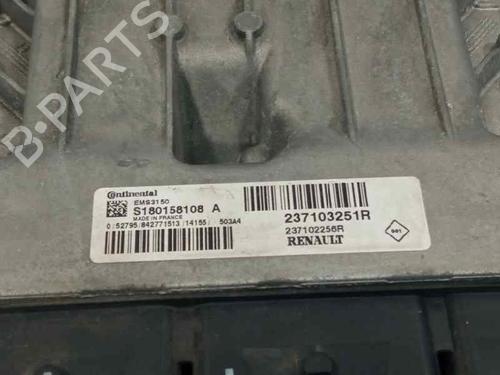 B-PARTS
Continental
EMS3150
S180158108 A
MADE IN FRANCE
0/52795/842771513/14155/ 503A4
237103251R
237102256R
RENAULT